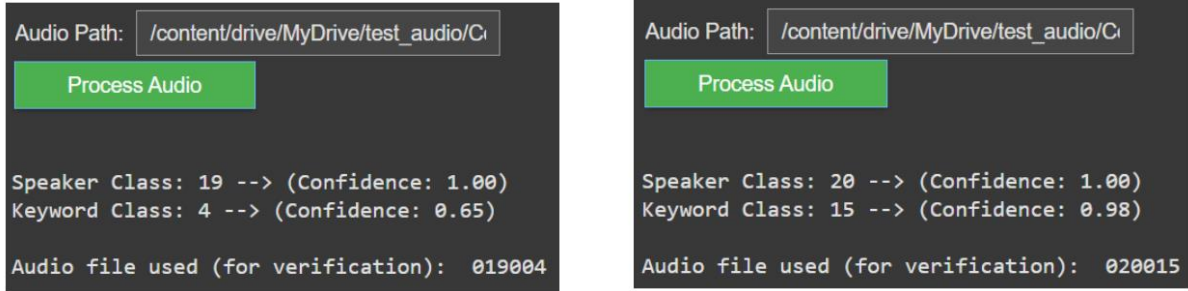 Audio Path: /content/drive/MyDrive/test_audio/C
Process Audio
Speaker Class: 19 --> (Confidence: 1.00)
Keyword Class: 4 --> (Confidence: 0.65)
Audio file used (for verification): 019004
Audio Path: /content/drive/MyDrive/test_audio/C
Process Audio
Speaker Class: 20 --> (Confidence: 1.00)
Keyword Class: 15 --> (Confidence: 0.98)
Audio file used (for verification): 020015